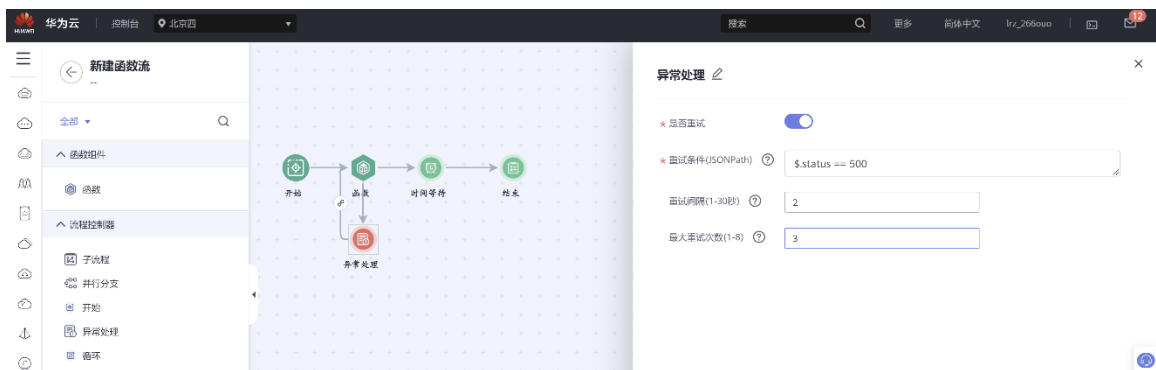 HUAWEI 华为云 控制台 北京四 搜索 更多 简体中文 lrz_266ouo 12
新建函数流
--
全部
函数组件
函数
流程控制器
子流程
并行分支
开始
异常处理
循环
开始 函数 时间等待 结束
异常处理
异常处理
* 是否重试
* 重试条件(JSONPath) ? $.status == 500
重试间隔(1-30秒) ? 2
最大重试次数(1-8) ? 3